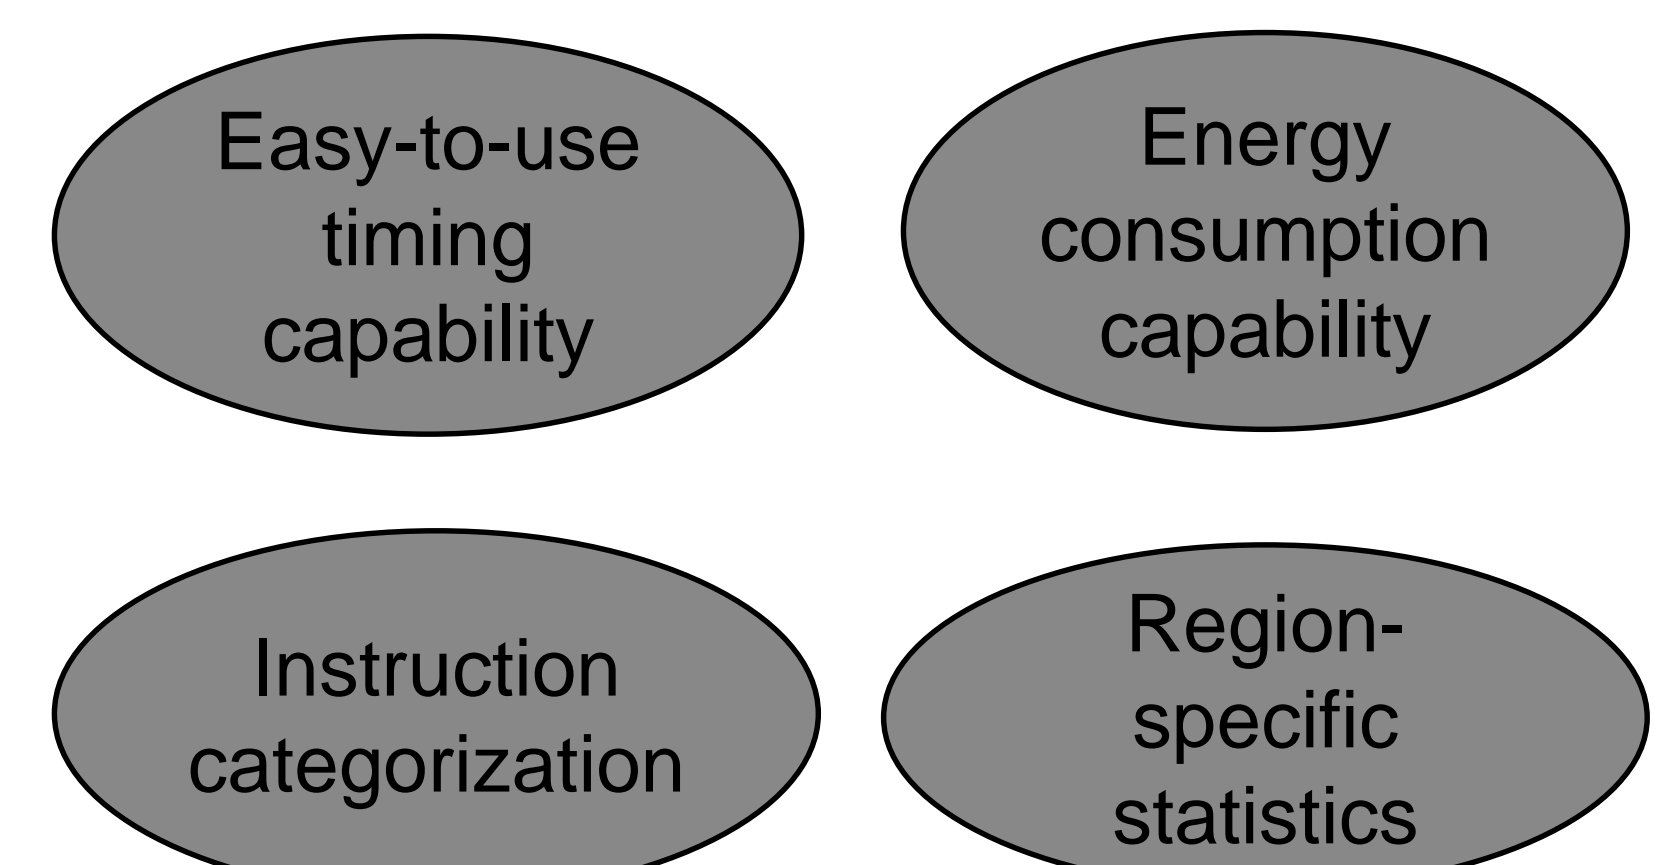 Easy-to-use
timing
capability
Energy
consumption
capability
Instruction
categorization
Region-
specific
statistics